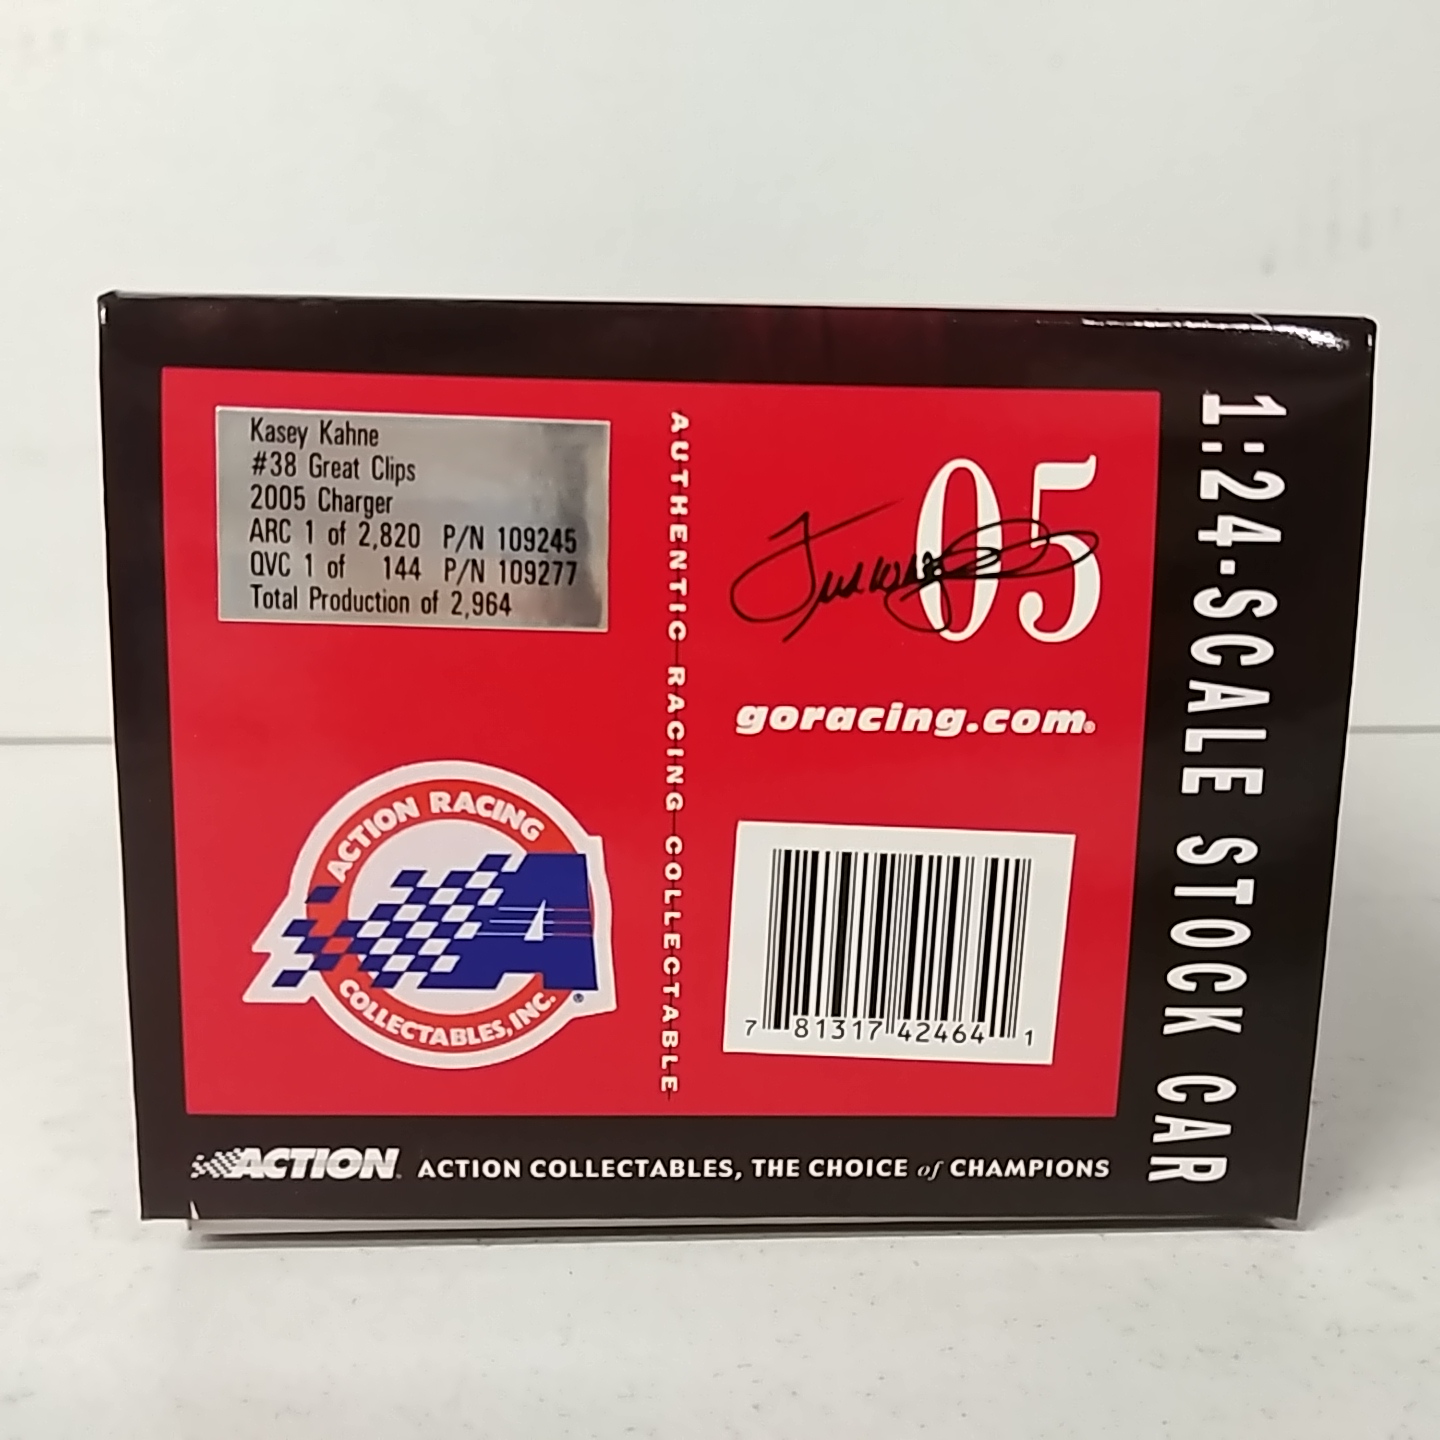 Kasey Kahne
#38 Great Clips
2005 Charger
ARC 1 of 2,820 P/N 109245
QVC 1 of 144 P/N 109277
Total Production of 2,964
AUTHENTIC RACING COLLECTABLE
05
goracing.com®
ACTION RACING
COLLECTABLES, INC.
A
®
7 81317 42464 1
1:24-SCALE STOCK CAR
ACTION
ACTION COLLECTABLES, THE CHOICE of CHAMPIONS